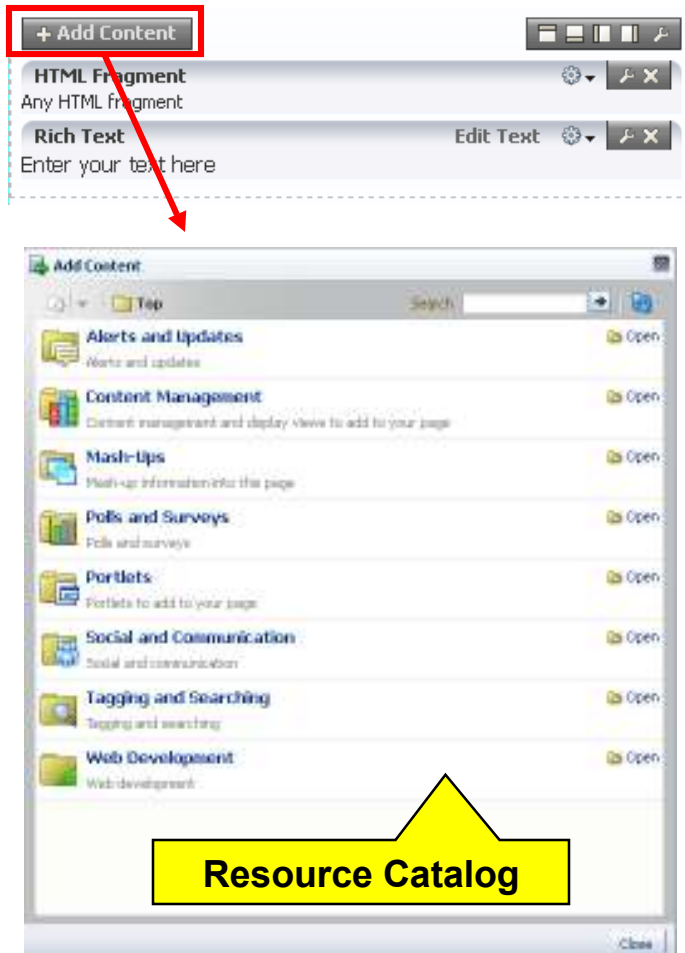 + Add Content
HTML Fragment
Any HTML fragment
Rich Text Edit Text
Enter your text here
Add Content
Top Search
Alerts and Updates Open
Alerts and updates
Content Management Open
Content management and display views to add to your page
Mash-Ups Open
Mash-up information into this page
Polls and Surveys Open
Polls and surveys
Portlets Open
Portlets to add to your page
Social and Communication Open
Social and communication
Tagging and Searching Open
Tagging and searching
Web Development Open
Web development
Resource Catalog
Close